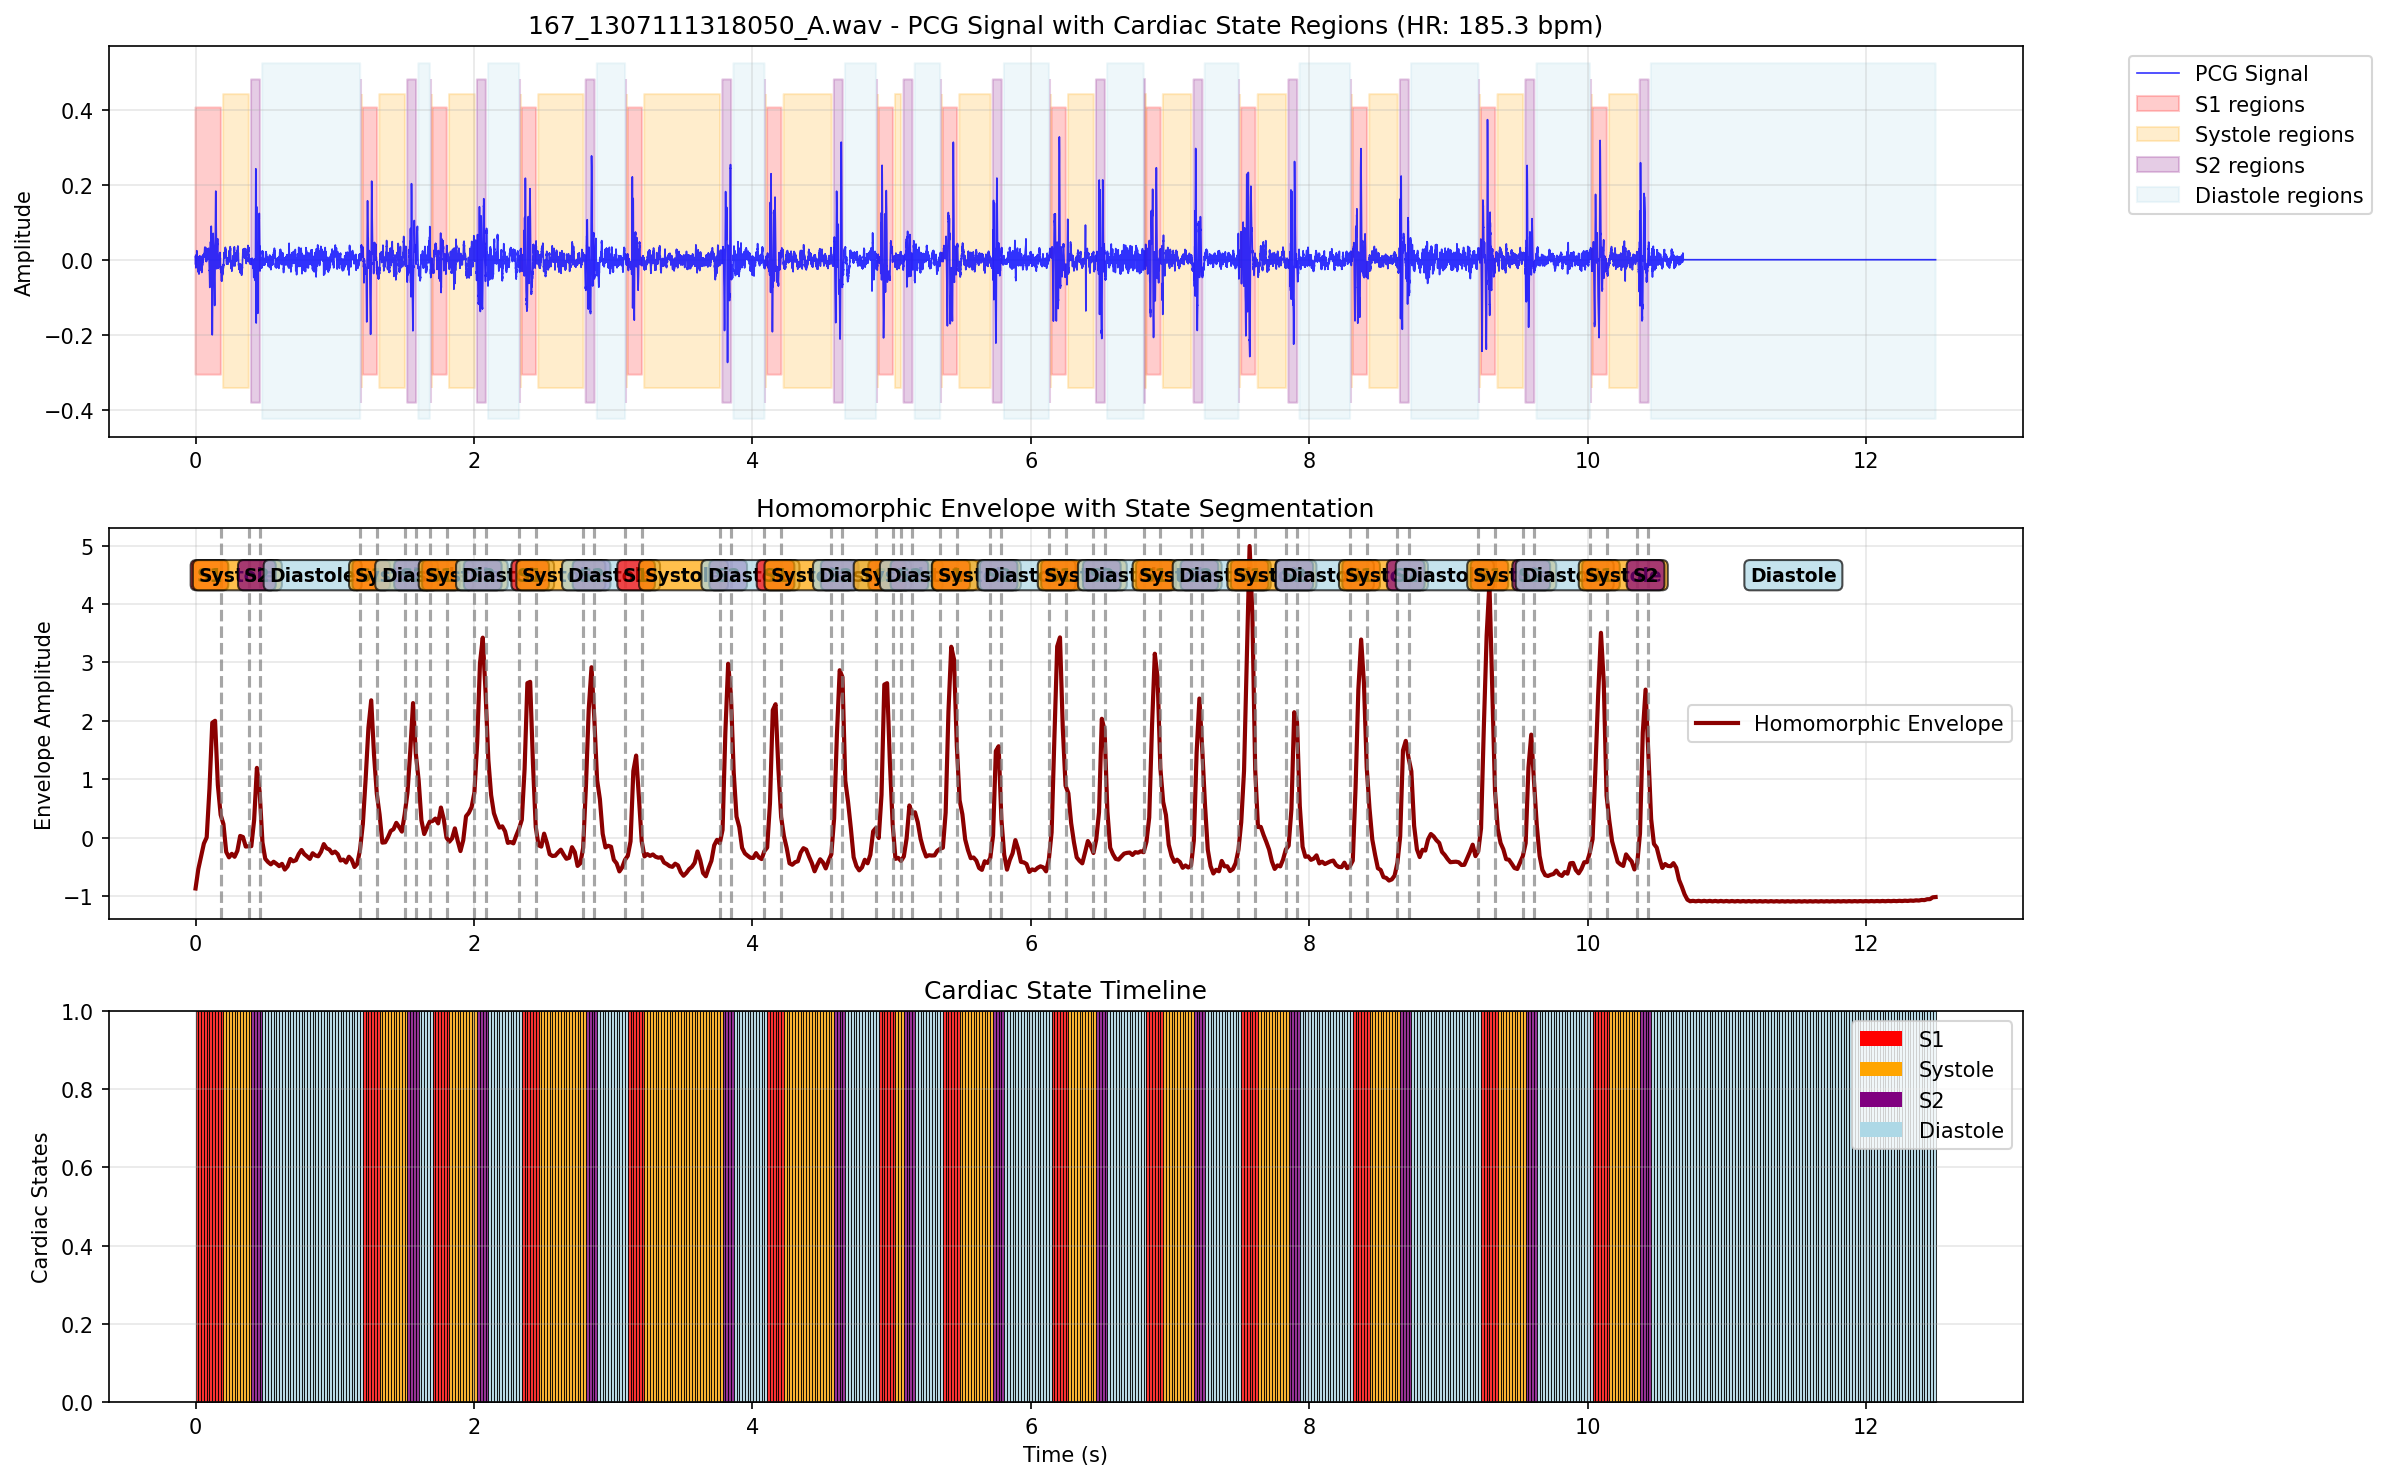 167_1307111318050_A.wav - PCG Signal with Cardiac State Regions (HR: 185.3 bpm)
Amplitude
0.4
0.2
0.0
−0.2
−0.4
0 2 4 6 8 10 12
PCG Signal
S1 regions
Systole regions
S2 regions
Diastole regions
Homomorphic Envelope with State Segmentation
Envelope Amplitude
5
4
3
2
1
0
−1
Diastole
S2
Diastole
Homomorphic Envelope
0 2 4 6 8 10 12
Cardiac State Timeline
Cardiac States
1.0
0.8
0.6
0.4
0.2
0.0
S1
Systole
S2
Diastole
0 2 4 6 8 10 12
Time (s)